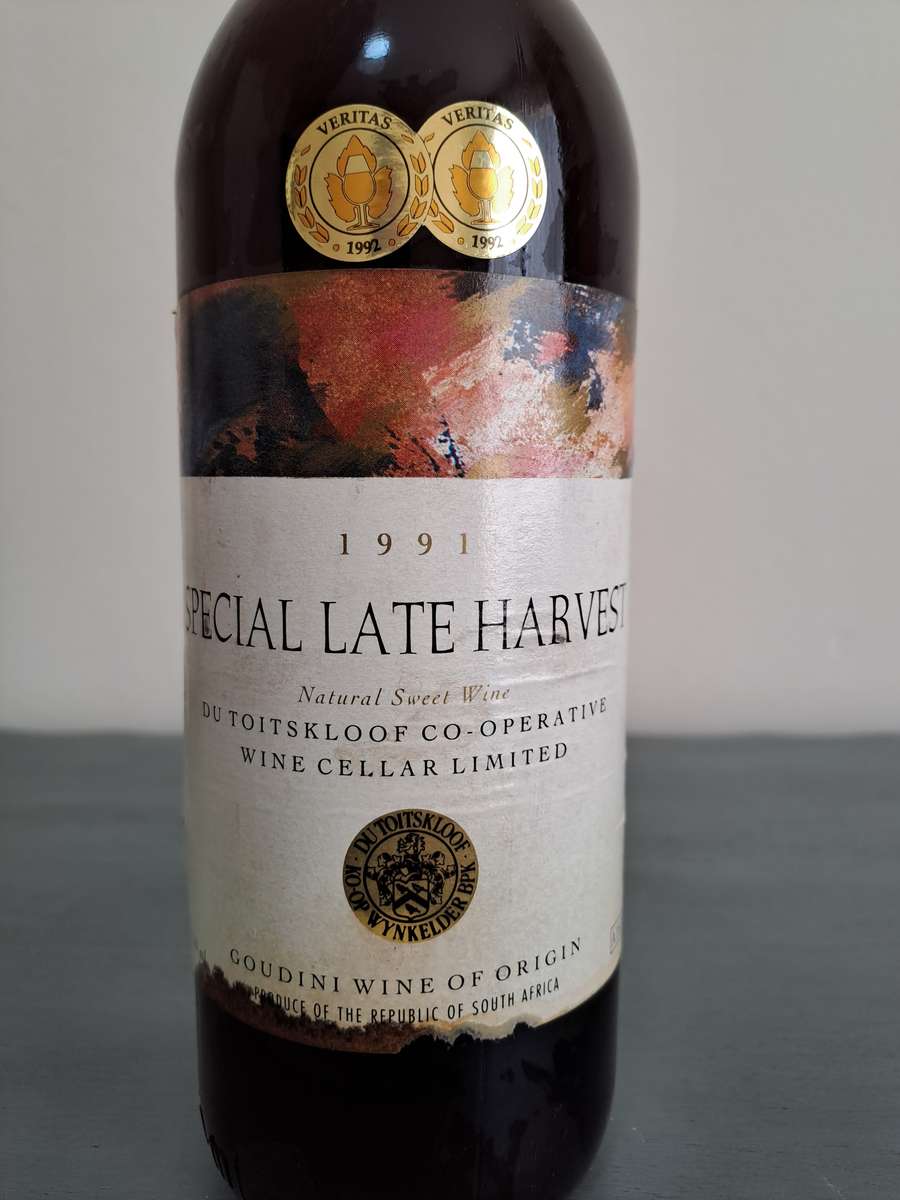 VERITAS
1992
VERITAS
1992
1991
SPECIAL LATE HARVEST
Natural Sweet Wine
DU TOITSKLOOF CO-OPERATIVE
WINE CELLAR LIMITED
DU TOITSKLOOF
KO-OP WYNKELDER BPK
GOUDINI WINE OF ORIGIN
PRODUCE OF THE REPUBLIC OF SOUTH AFRICA